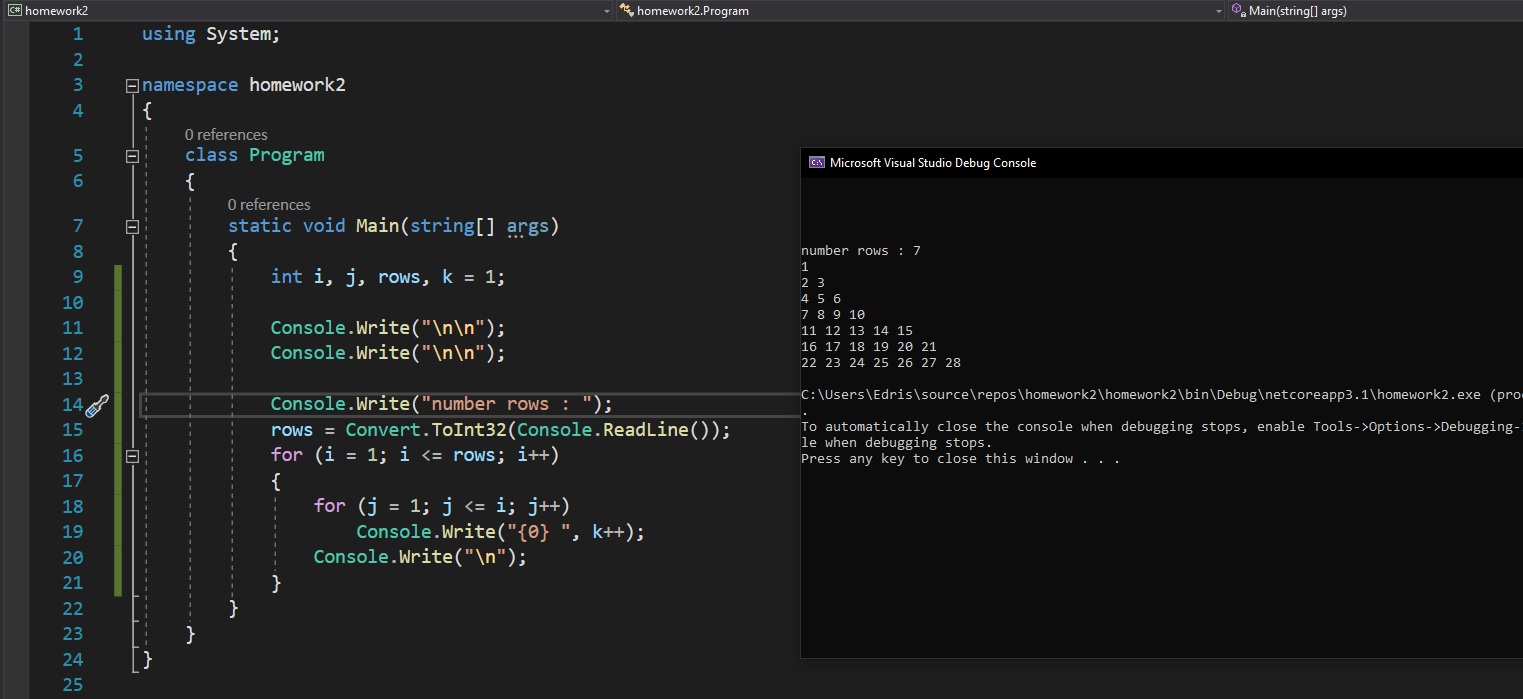 homework2 homework2.Program Main(string[] args)
1 using System;
2
3 namespace homework2
4 {
0 references
5 class Program
6 {
0 references
7 static void Main(string[] args)
8 {
9 int i, j, rows, k = 1;
10
11 Console.Write("\n\n");
12 Console.Write("\n\n");
13
14 Console.Write("number rows : ");
15 rows = Convert.ToInt32(Console.ReadLine());
16 for (i = 1; i <= rows; i++)
17 {
18 for (j = 1; j <= i; j++)
19 Console.Write("{0} ", k++);
20 Console.Write("\n");
21 }
22 }
23 }
24 }
25
Microsoft Visual Studio Debug Console
number rows : 7
1
2 3
4 5 6
7 8 9 10
11 12 13 14 15
16 17 18 19 20 21
22 23 24 25 26 27 28
C:\Users\Edris\source\repos\homework2\homework2\bin\Debug\netcoreapp3.1\homework2.exe (pro
.
To automatically close the console when debugging stops, enable Tools->Options->Debugging-
le when debugging stops.
Press any key to close this window . . .